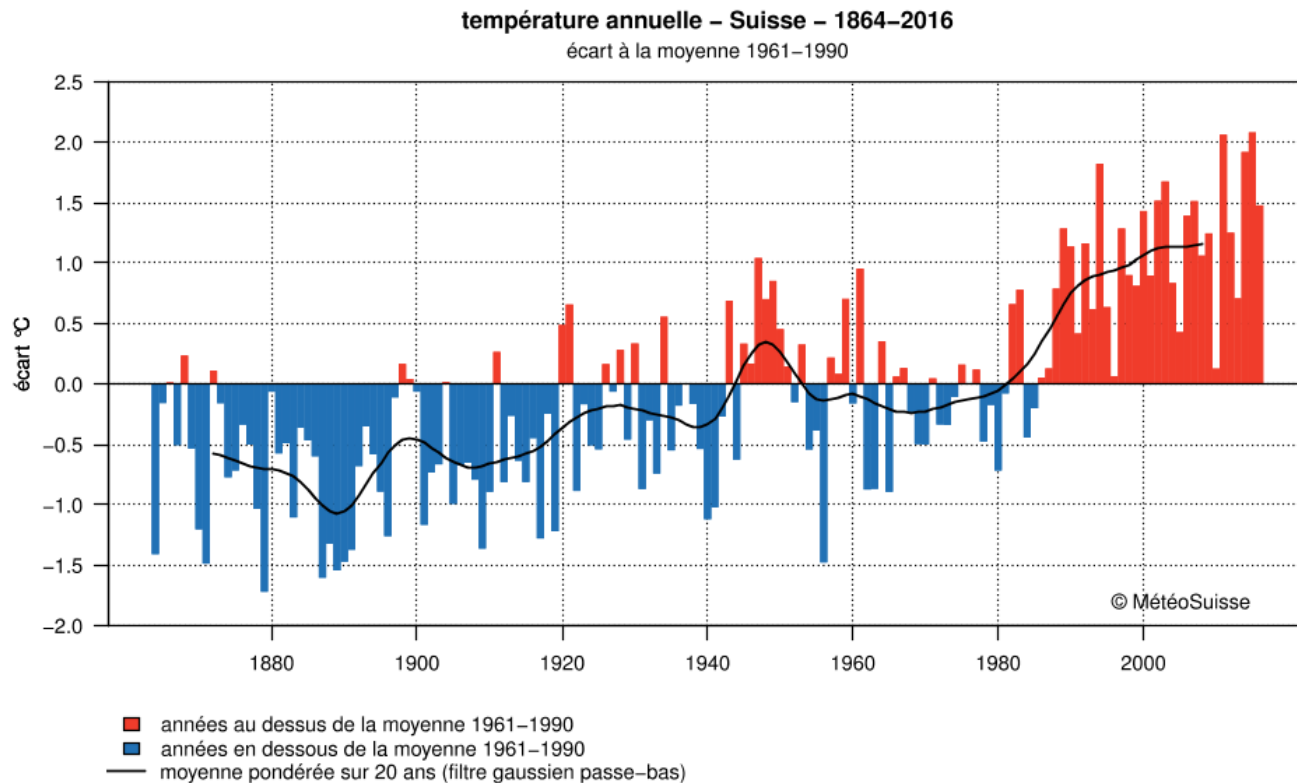 température annuelle – Suisse – 1864–2016
écart à la moyenne 1961–1990
écart °C
2.5
2.0
1.5
1.0
0.5
0.0
−0.5
−1.0
−1.5
−2.0
© MétéoSuisse
1880 1900 1920 1940 1960 1980 2000
années au dessus de la moyenne 1961–1990
années en dessous de la moyenne 1961–1990
moyenne pondérée sur 20 ans (filtre gaussien passe−bas)